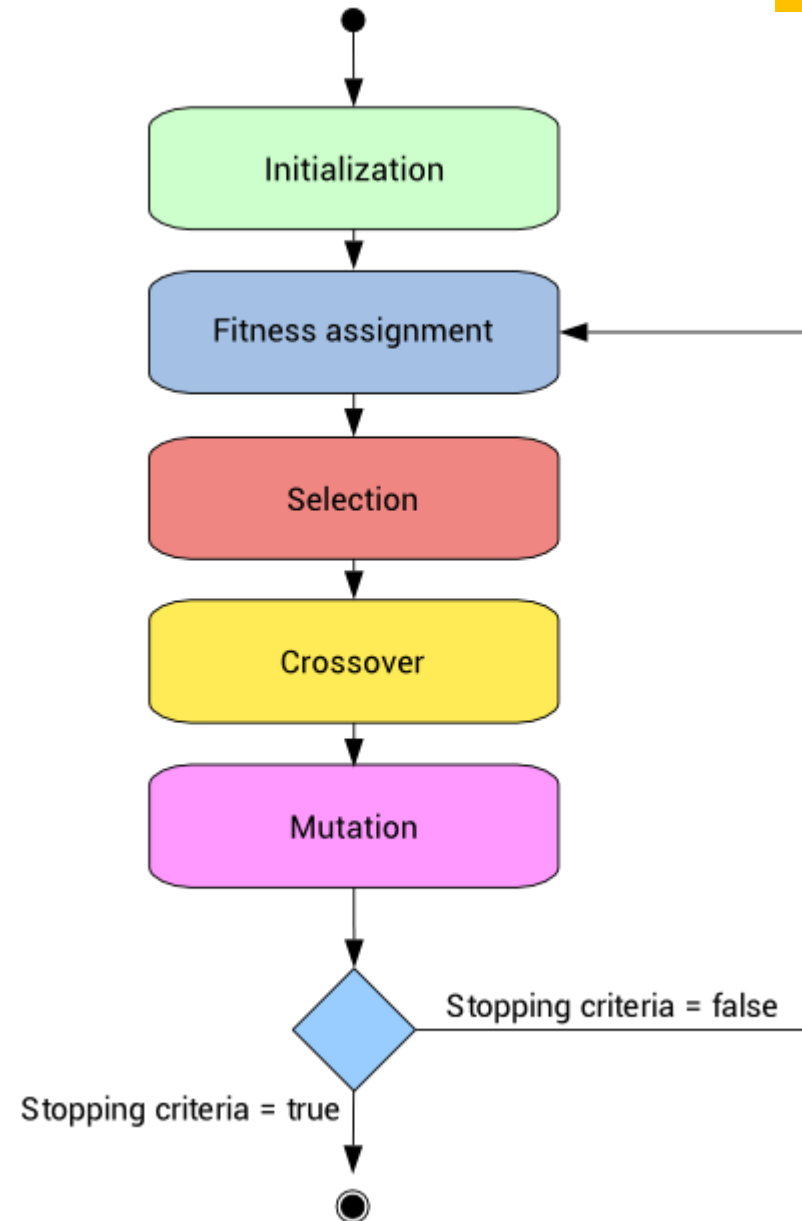 Initialization
Fitness assignment
Selection
Crossover
Mutation
Stopping criteria = false
Stopping criteria = true